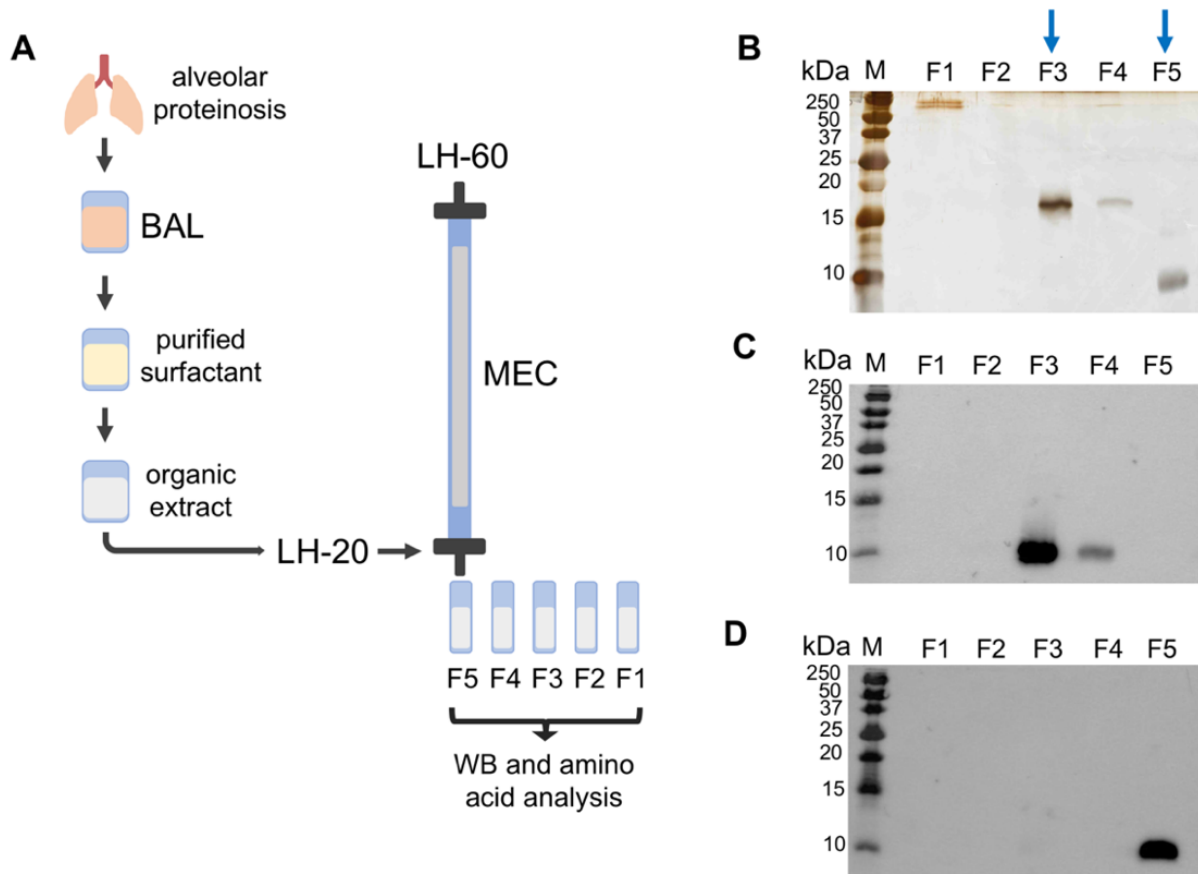 A
alveolar
proteinosis
BAL
purified
surfactant
organic
extract
LH-20
LH-60
MEC
F5 F4 F3 F2 F1
WB and amino
acid analysis
B
kDa M F1 F2 F3 F4 F5
250
50
37
25
20
15
10
C
kDa M F1 F2 F3 F4 F5
250
50
37
25
20
15
10
D
kDa M F1 F2 F3 F4 F5
250
50
37
25
20
15
10